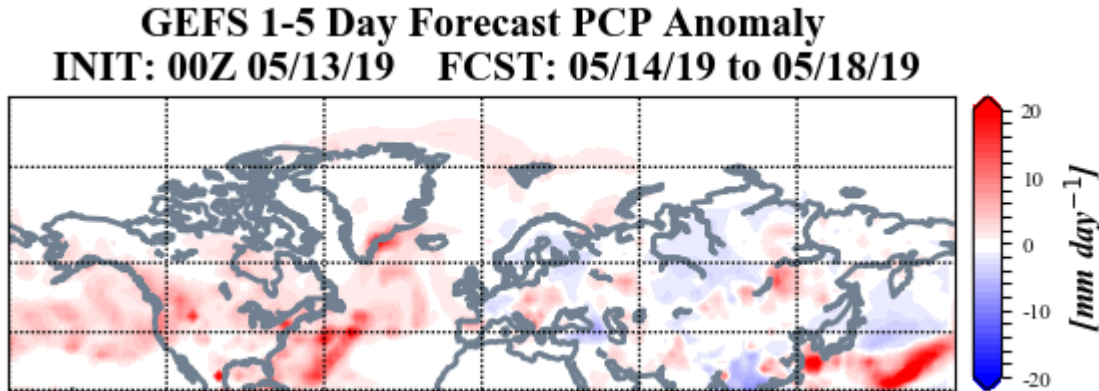 GEFS 1-5 Day Forecast PCP Anomaly
INIT: 00Z 05/13/19 FCST: 05/14/19 to 05/18/19
20
10
0
-10
-20
[mm day⁻¹]